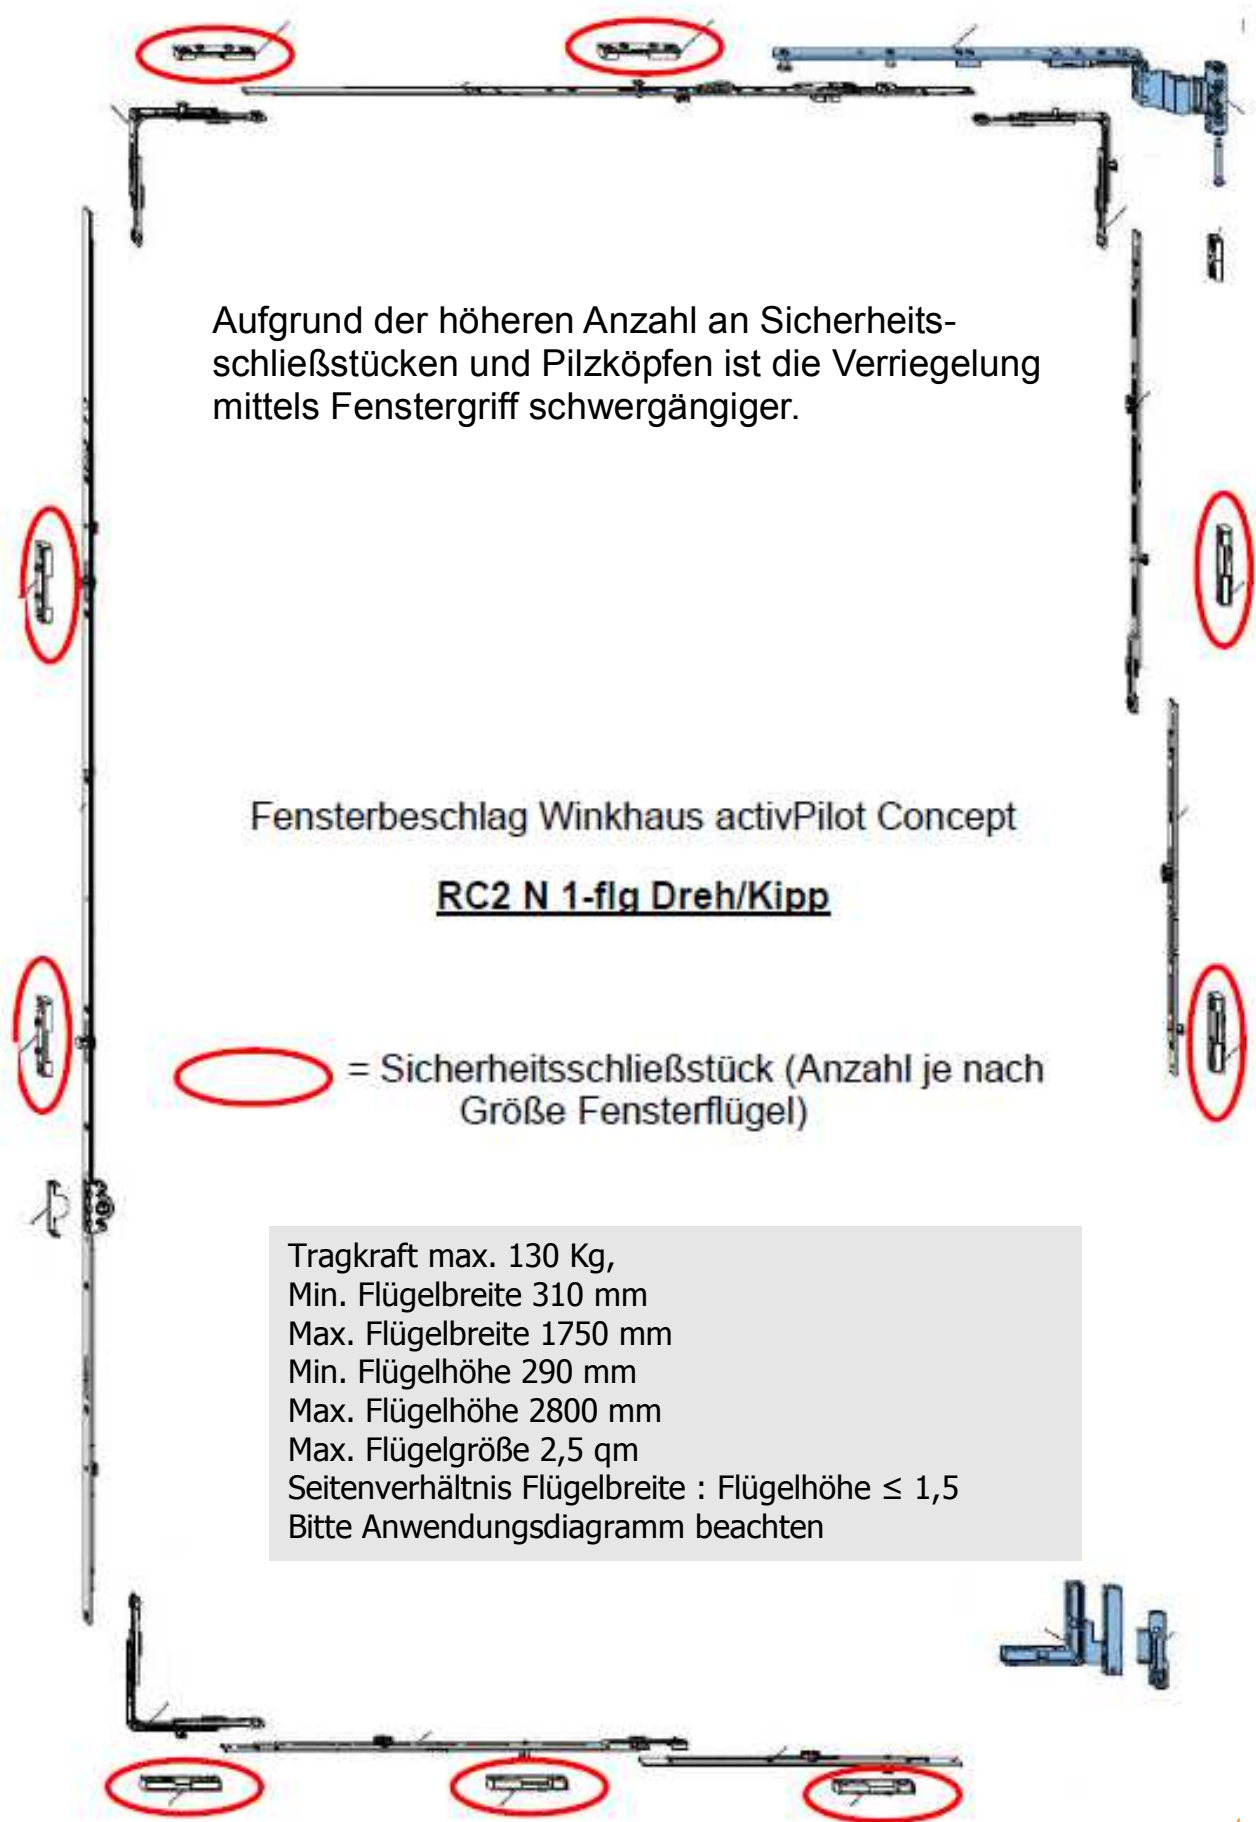 Aufgrund der höheren Anzahl an Sicherheits-
schließstücken und Pilzköpfen ist die Verriegelung
mittels Fenstergriff schwergängiger.
Fensterbeschlag Winkhaus activPilot Concept
RC2 N 1-flg Dreh/Kipp
= Sicherheitsschließstück (Anzahl je nach
Größe Fensterflügel)
Tragkraft max. 130 Kg,
Min. Flügelbreite 310 mm
Max. Flügelbreite 1750 mm
Min. Flügelhöhe 290 mm
Max. Flügelhöhe 2800 mm
Max. Flügelgröße 2,5 qm
Seitenverhältnis Flügelbreite : Flügelhöhe ≤ 1,5
Bitte Anwendungsdiagramm beachten